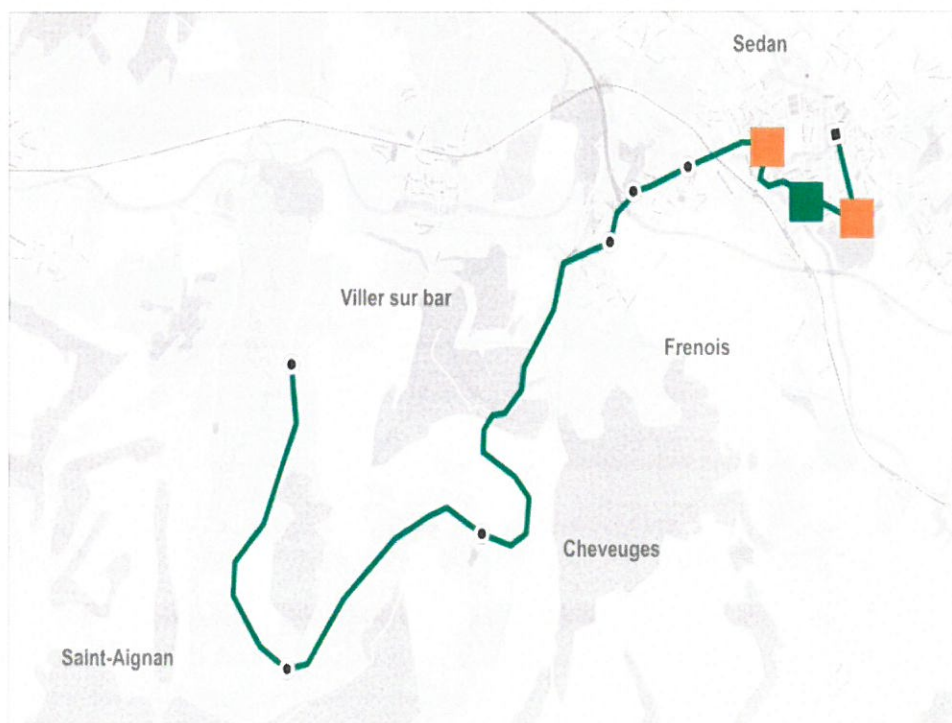 Sedan
Viller sur bar
Frenois
Cheveuges
Saint-Aignan